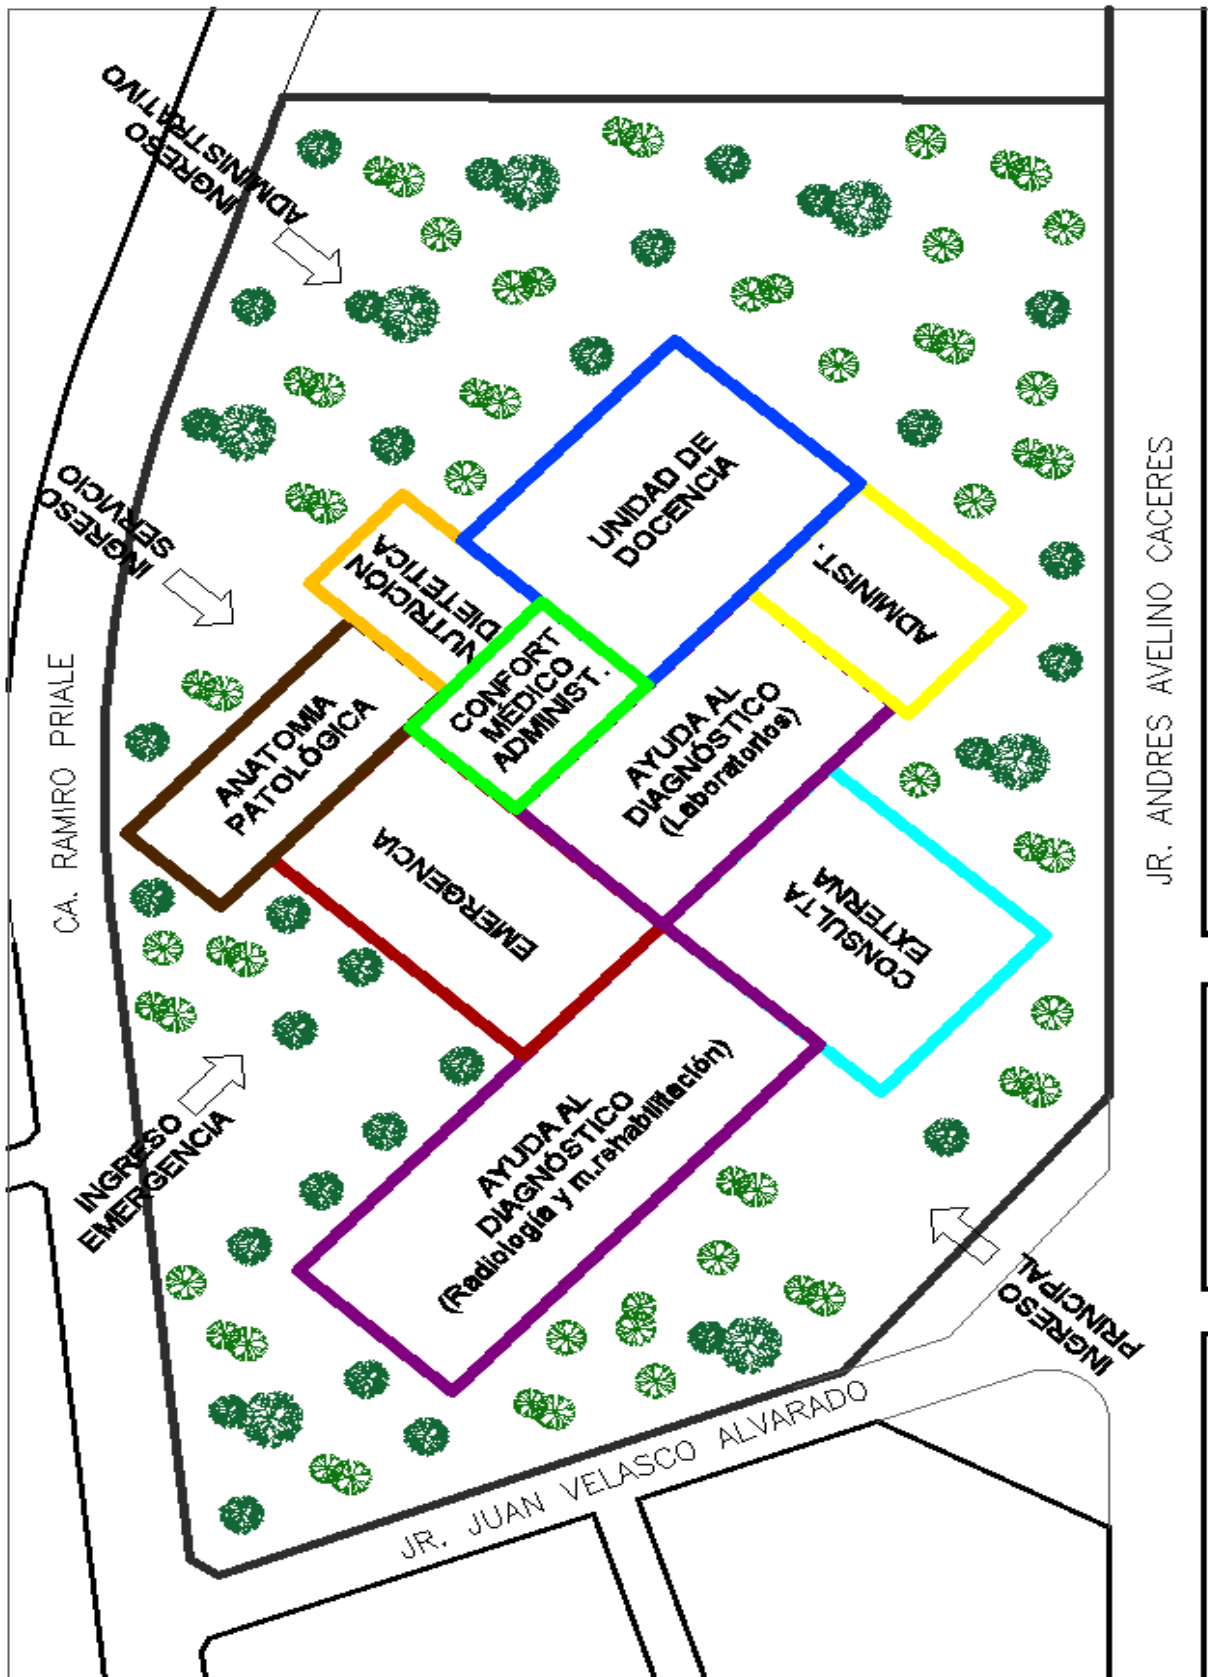 INGRESO
ADMINISTRATIVO
INGRESO
SERVICIO
CA. RAMIRO PRIALE
JR. ANDRES AVELINO CACERES
UNIDAD DE
DOCENCIA
NUTRICIÓN
DIETETICA
ADMINIST.
CONFORT
MÉDICO
ADMINIST.
ANATOMIA
PATOLÓGICA
AYUDA AL
DIAGNÓSTICO
(Laboratorios)
EMERGENCIA
CONSULTA
EXTERNA
INGRESO
EMERGENCIA
AYUDA AL
DIAGNÓSTICO
(Radiología y m.rehabilitación)
INGRESO
PRINCIPAL
JR. JUAN VELASCO ALVARADO